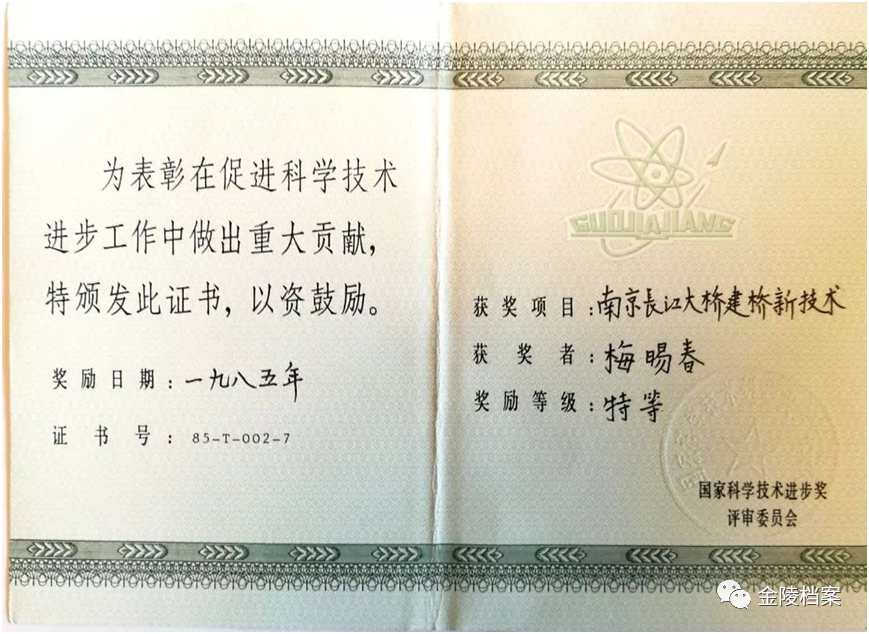 为表彰在促进科学技术
进步工作中做出重大贡献，
特颁发此证书，以资鼓励。
奖励日期：一九八五年
证书号：85-T-002-7
GUOJIAJIANG
获奖项目：南京長江大桥建桥新技术
获奖者：梅暘春
奖励等级：特等
国家科学技术进步奖
评审委员会
金陵档案